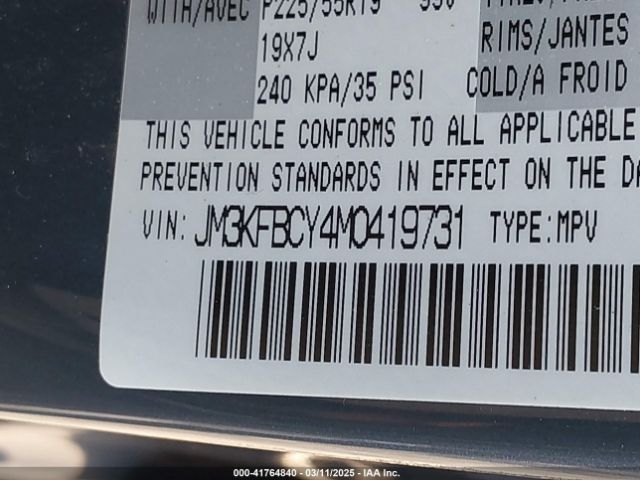 WITH/AVEC P225/55R19
19X7J RIMS/JANTES
240 KPA/35 PSI COLD/A FROID
THIS VEHICLE CONFORMS TO ALL APPLICABLE
PREVENTION STANDARDS IN EFFECT ON THE
VIN: JM3KFBCY4M0419731 TYPE:MPV
000-41764840 - 03/11/2025 - IAA Inc.